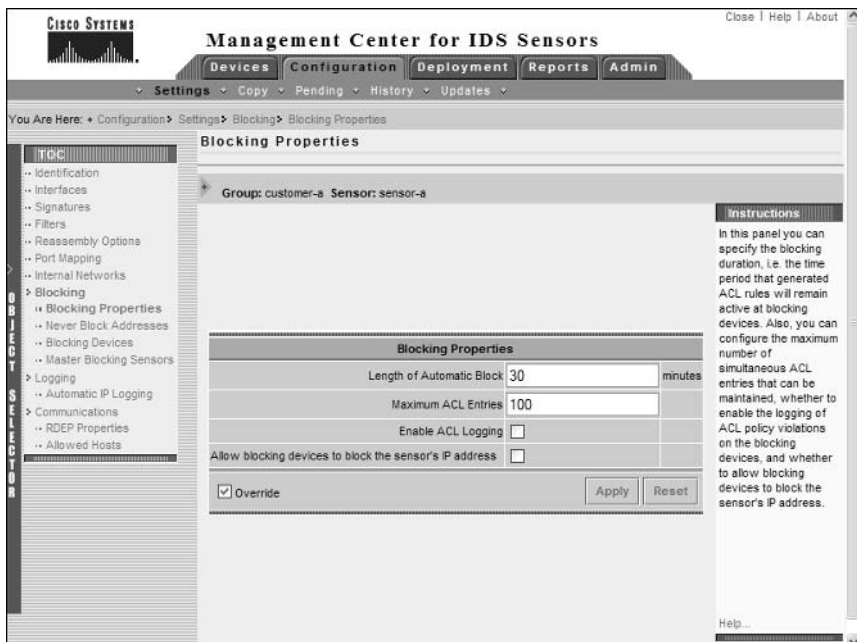 Close | Help | About
CISCO SYSTEMS
Management Center for IDS Sensors
Devices Configuration Deployment Reports Admin
Settings Copy Pending History Updates
You Are Here: Configuration Settings Blocking Blocking Properties
OBJECT SELECTOR
TOC
Identification
Interfaces
Signatures
Filters
Reassembly Options
Port Mapping
Internal Networks
Blocking
Blocking Properties
Never Block Addresses
Blocking Devices
Master Blocking Sensors
Logging
Automatic IP Logging
Communications
RDEP Properties
Allowed Hosts
Blocking Properties
Group: customer-a Sensor: sensor-a
Blocking Properties
Length of Automatic Block 30 minutes
Maximum ACL Entries 100
Enable ACL Logging
Allow blocking devices to block the sensor's IP address
Override Apply Reset
Instructions
In this panel you can
specify the blocking
duration, i.e. the time
period that generated
ACL rules will remain
active at blocking
devices. Also, you can
configure the maximum
number of
simultaneous ACL
entries that can be
maintained, whether to
enable the logging of
ACL policy violations
on the blocking
devices, and whether
to allow blocking
devices to block the
sensor's IP address.
Help...